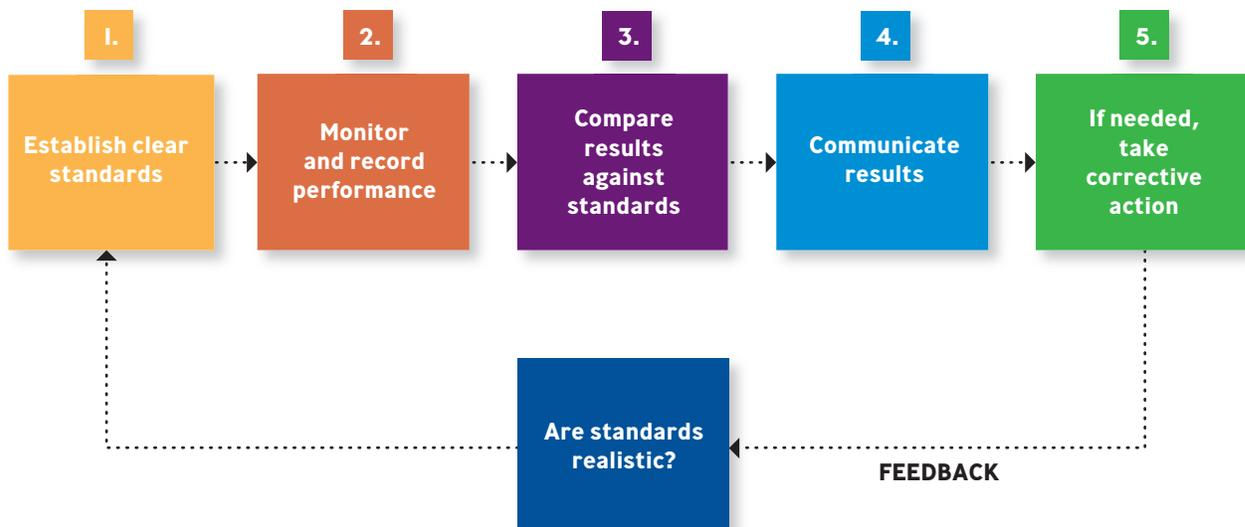 1.
Establish clear
standards
2.
Monitor
and record
performance
3.
Compare
results
against
standards
4.
Communicate
results
5.
If needed,
take
corrective
action
Are standards
realistic?
FEEDBACK